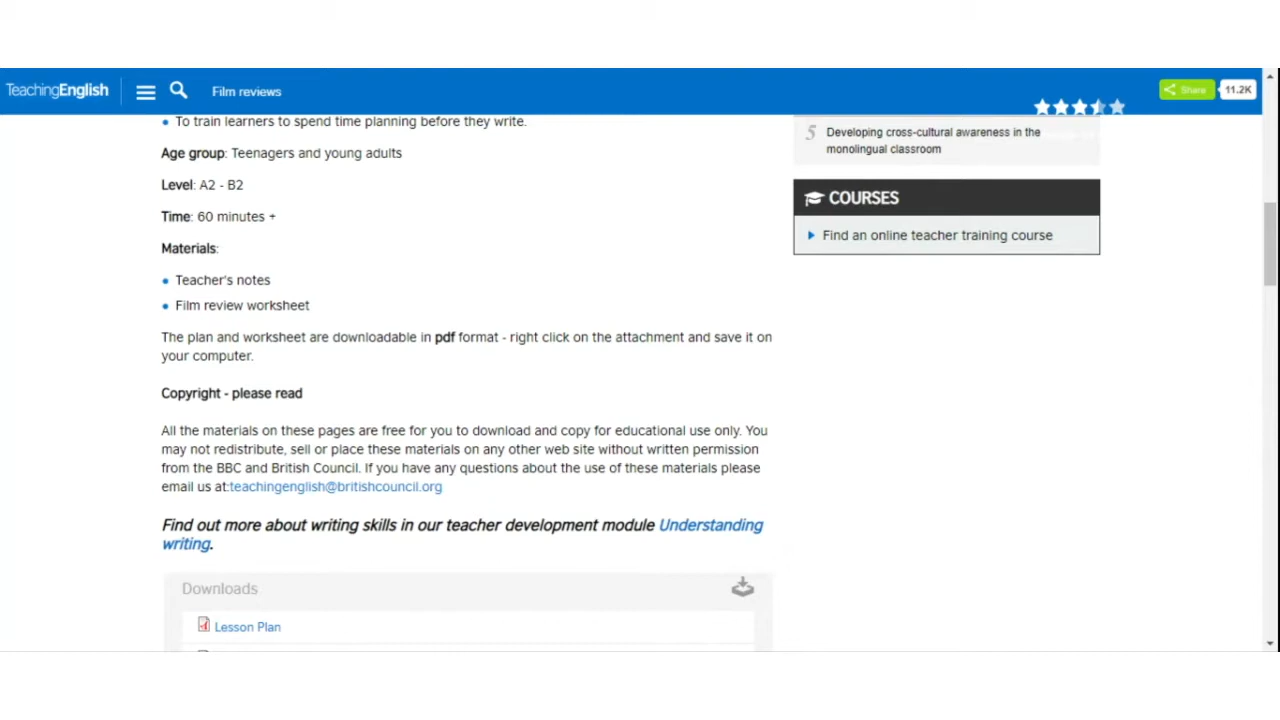 TeachingEnglish
Film reviews
Share
11.2K
To train learners to spend time planning before they write.
Age group: Teenagers and young adults
Level: A2 - B2
Time: 60 minutes +
Materials:
Teacher's notes
Film review worksheet
The plan and worksheet are downloadable in pdf format - right click on the attachment and save it on
your computer.
Copyright - please read
All the materials on these pages are free for you to download and copy for educational use only. You
may not redistribute, sell or place these materials on any other web site without written permission
from the BBC and British Council. If you have any questions about the use of these materials please
email us at:teachingenglish@britishcouncil.org
Find out more about writing skills in our teacher development module Understanding
writing.
Downloads
Lesson Plan
5 Developing cross-cultural awareness in the
monolingual classroom
COURSES
Find an online teacher training course